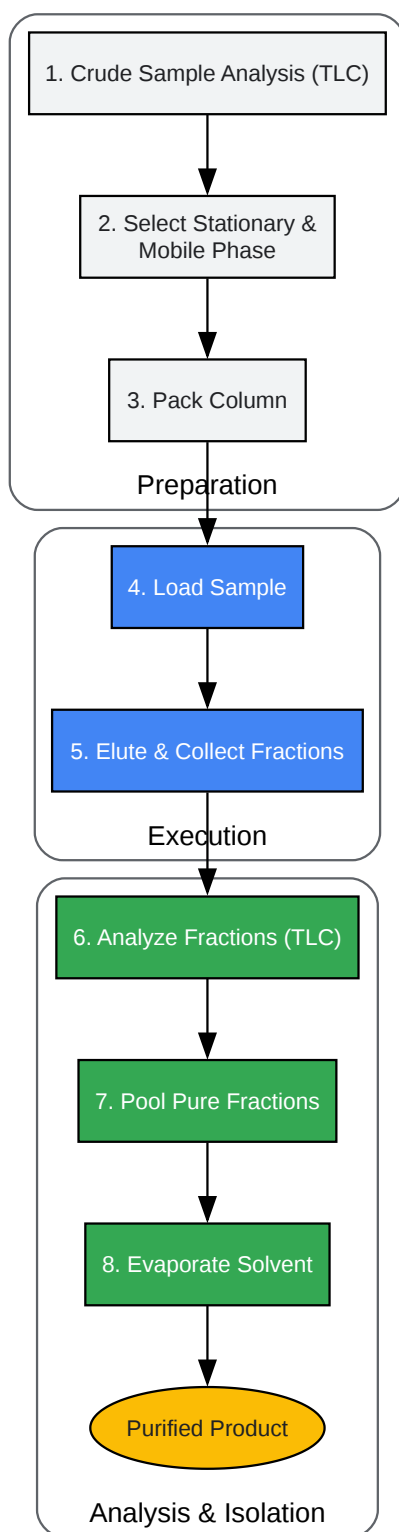 1. Crude Sample Analysis (TLC)
2. Select Stationary &
Mobile Phase
3. Pack Column
Preparation
4. Load Sample
5. Elute & Collect Fractions
Execution
6. Analyze Fractions (TLC)
7. Pool Pure Fractions
8. Evaporate Solvent
Purified Product
Analysis & Isolation